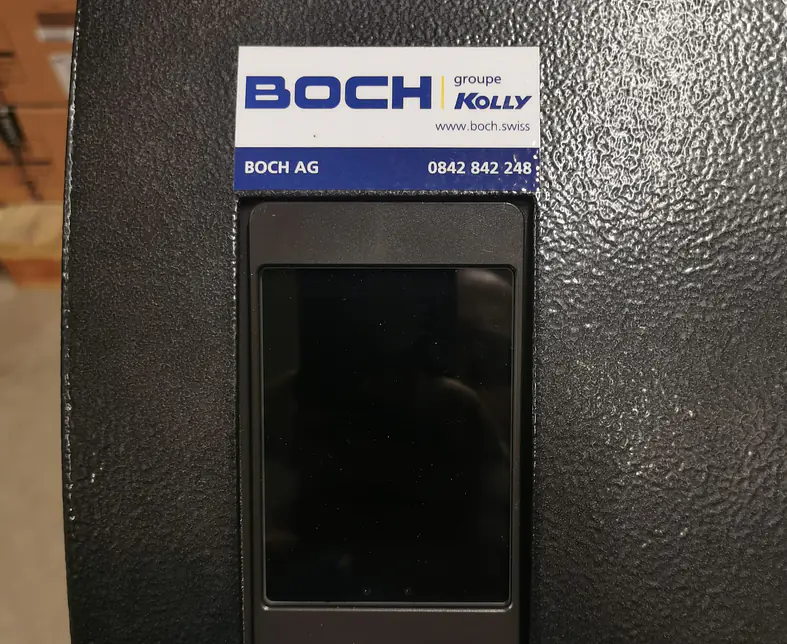 BOCH groupe
KOLLY
www.boch.swiss
BOCH AG 0842 842 248